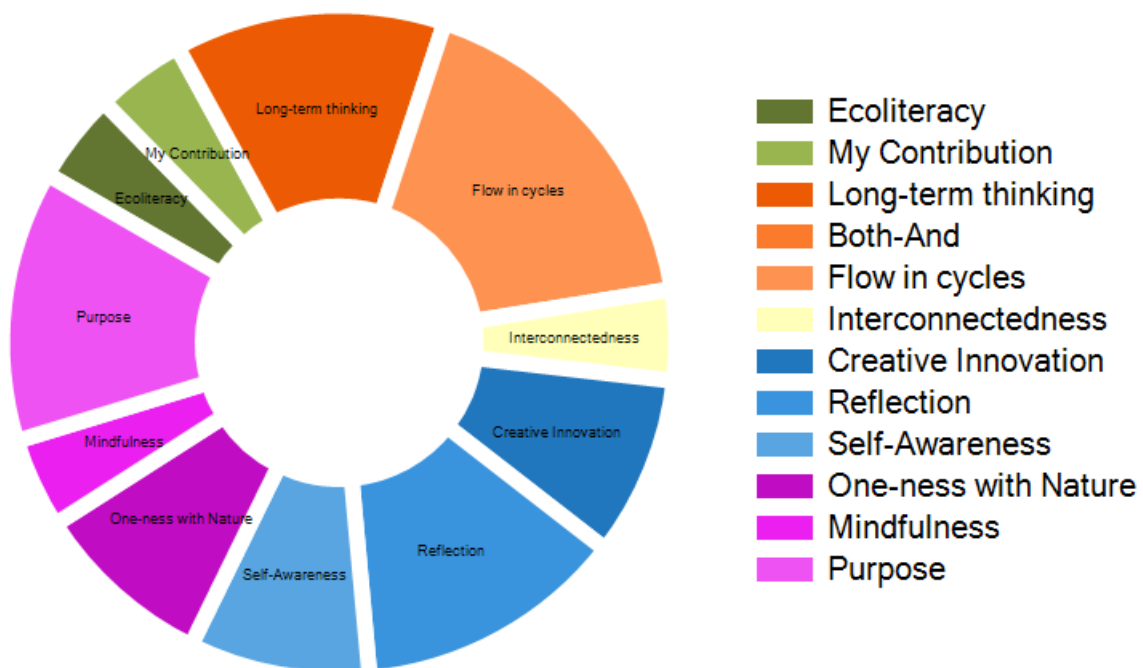 Long-term thinking
My Contribution
Ecoliteracy
Flow in cycles
Purpose
Interconnectedness
Mindfulness
Creative Innovation
One-ness with Nature
Reflection
Self-Awareness
Ecoliteracy
My Contribution
Long-term thinking
Both-And
Flow in cycles
Interconnectedness
Creative Innovation
Reflection
Self-Awareness
One-ness with Nature
Mindfulness
Purpose